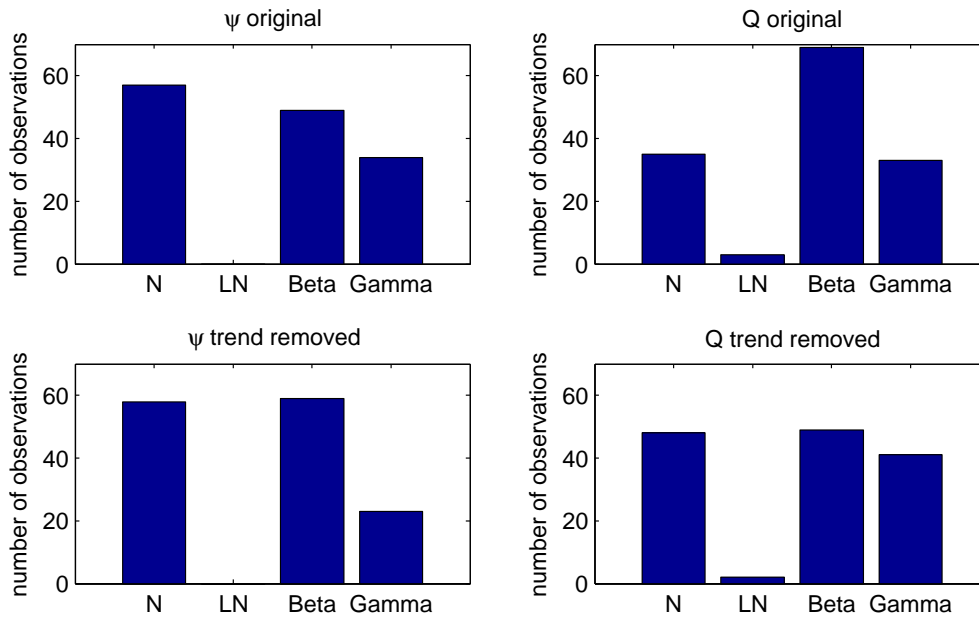 ψ original
number of observations
60
40
20
0
N LN Beta Gamma
Q original
number of observations
60
40
20
0
N LN Beta Gamma
ψ trend removed
number of observations
60
40
20
0
N LN Beta Gamma
Q trend removed
number of observations
60
40
20
0
N LN Beta Gamma